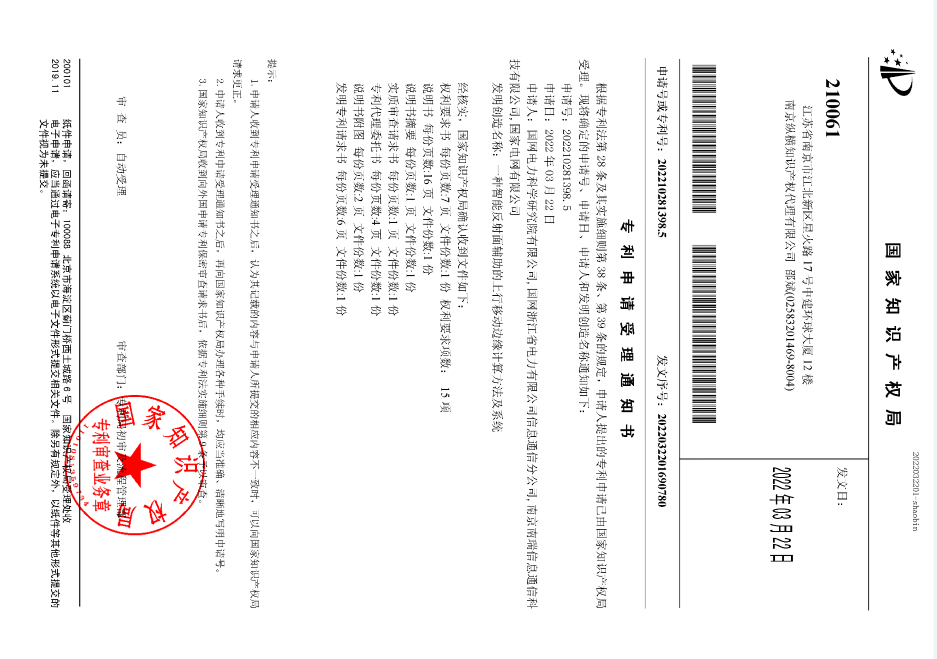 2022032201-shaobin
国家知识产权局
210061
江苏省南京市江北新区星火路 17 号中建环球大厦 12 楼
南京纵横知识产权代理有限公司 邵斌(02583201469-8004)
发文日：
2022 年 03 月 22 日
申请号或专利号：202210281398.5 发文序号：2022032201690780
专利申请受理通知书
根据专利法第 28 条及其实施细则第 38 条、第 39 条的规定，申请人提出的专利申请已由国家知识产权局
受理。现将确定的申请号、申请日、申请人和发明创造名称通知如下：
申请号：202210281398.5
申请日：2022 年 03 月 22 日
申请人：国网电力科学研究院有限公司,国网浙江省电力有限公司信息通信分公司,南京南瑞信息通信科
技有限公司,国家电网有限公司
发明创造名称：一种智能反射面辅助的上行移动边缘计算方法及系统
经核实，国家知识产权局确认收到文件如下：
权利要求书 每份页数:7 页 文件份数:1 份 权利要求项数： 15 项
说明书 每份页数:16 页 文件份数:1 份
说明书摘要 每份页数:1 页 文件份数:1 份
实质审查请求书 每份页数:1 页 文件份数:1 份
专利代理委托书 每份页数:4 页 文件份数:1 份
说明书附图 每份页数:2 页 文件份数:1 份
发明专利请求书 每份页数:6 页 文件份数:1 份
提示：
1. 申请人收到专利申请受理通知书之后，认为其记载的内容与申请人所提交的相应内容不一致时，可以向国家知识产权局
请求更正。
2. 申请人收到专利申请受理通知书之后，再向国家知识产权局办理各种手续时，均应当准确、清晰地写明申请号。
3. 国家知识产权局收到向外国申请专利保密审查请求书后，依据专利法实施细则第 9 条予以审查。
审 查 员：自动受理 审查部门：
国家知识产权局
专利审查业务章
200101 纸件申请，回函请寄：100088 北京市海淀区蓟门桥西土城路 6 号 国家知识产权局受理处收
2019.11 电子申请，应当通过电子专利申请系统以电子文件形式提交相关文件。除另有规定外，以纸件等其他形式提交的
文件视为未提交。